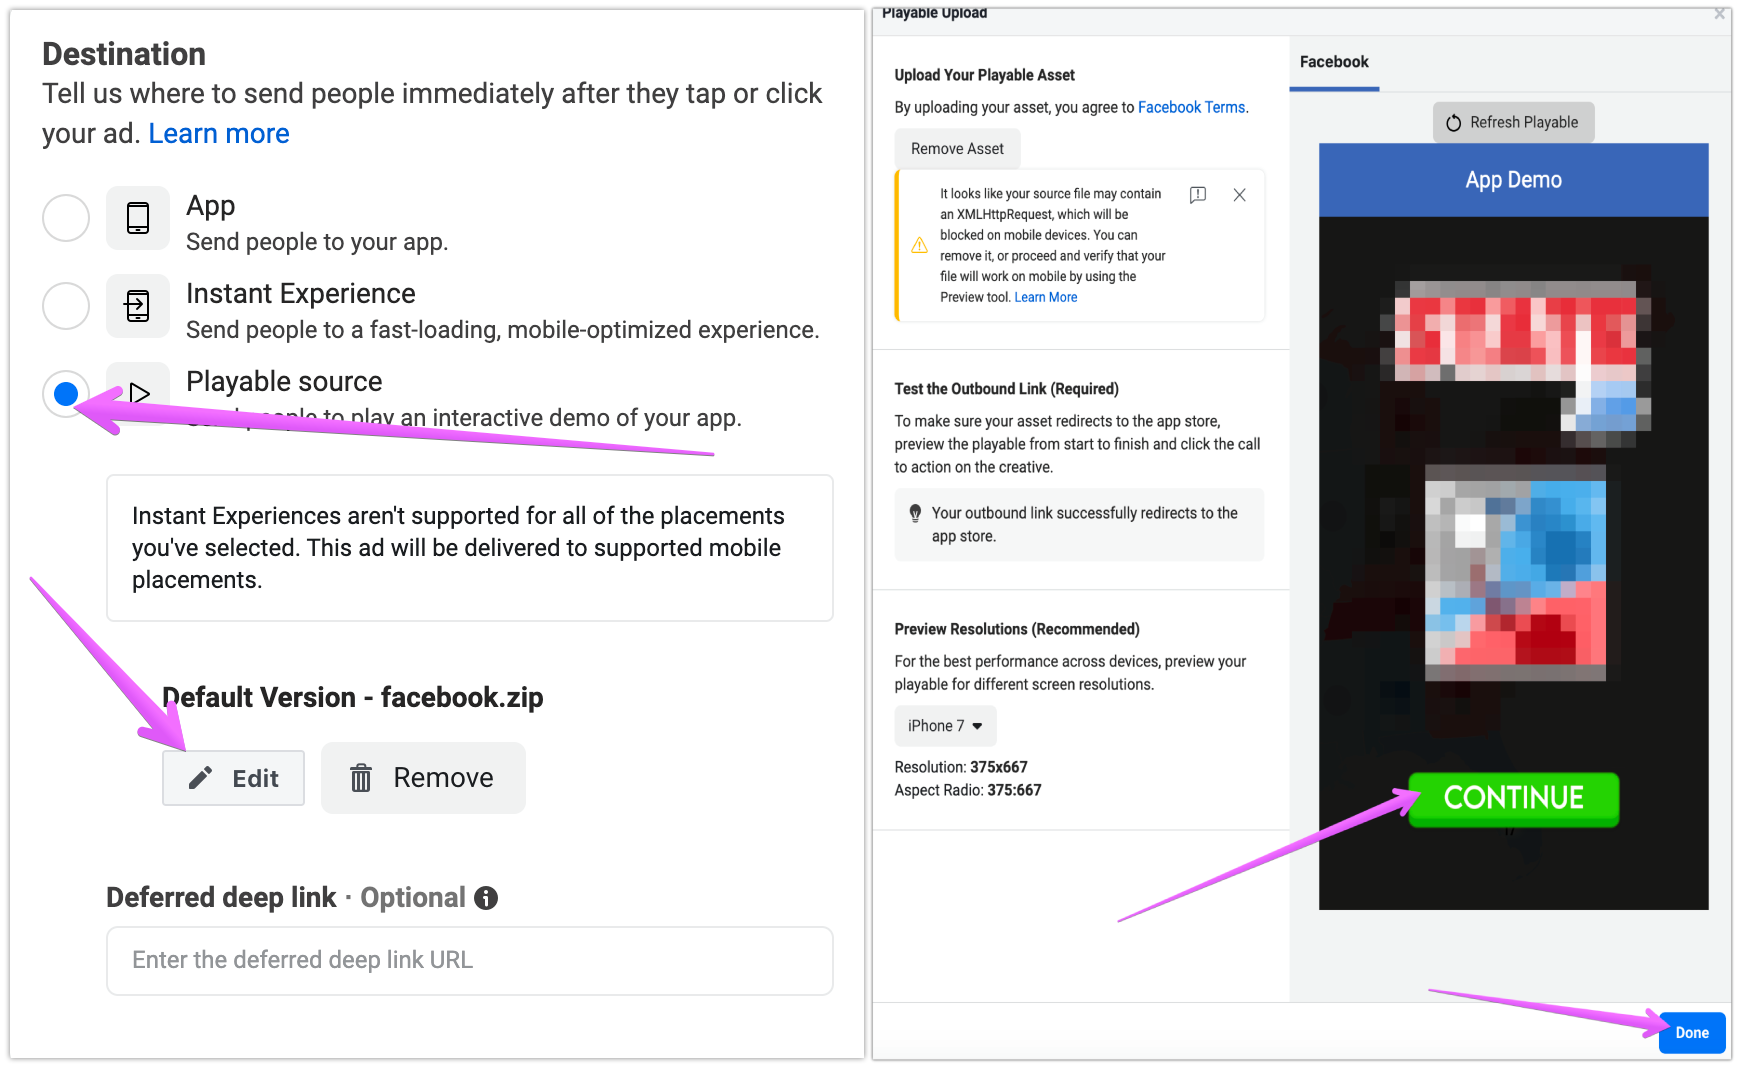 Destination
Tell us where to send people immediately after they tap or click
your ad. Learn more
App
Send people to your app.
Instant Experience
Send people to a fast-loading, mobile-optimized experience.
Playable source
people to play an interactive demo of your app.
Instant Experiences aren't supported for all of the placements
you've selected. This ad will be delivered to supported mobile
placements.
Default Version - facebook.zip
Edit
Remove
Deferred deep link · Optional
Enter the deferred deep link URL
Playable Upload
Upload Your Playable Asset
By uploading your asset, you agree to Facebook Terms.
Remove Asset
It looks like your source file may contain
an XMLHttpRequest, which will be
blocked on mobile devices. You can
remove it, or proceed and verify that your
file will work on mobile by using the
Preview tool. Learn More
Test the Outbound Link (Required)
To make sure your asset redirects to the app store,
preview the playable from start to finish and click the call
to action on the creative.
Your outbound link successfully redirects to the
app store.
Preview Resolutions (Recommended)
For the best performance across devices, preview your
playable for different screen resolutions.
iPhone 7
Resolution: 375x667
Aspect Radio: 375:667
Facebook
Refresh Playable
App Demo
CONTINUE
Done